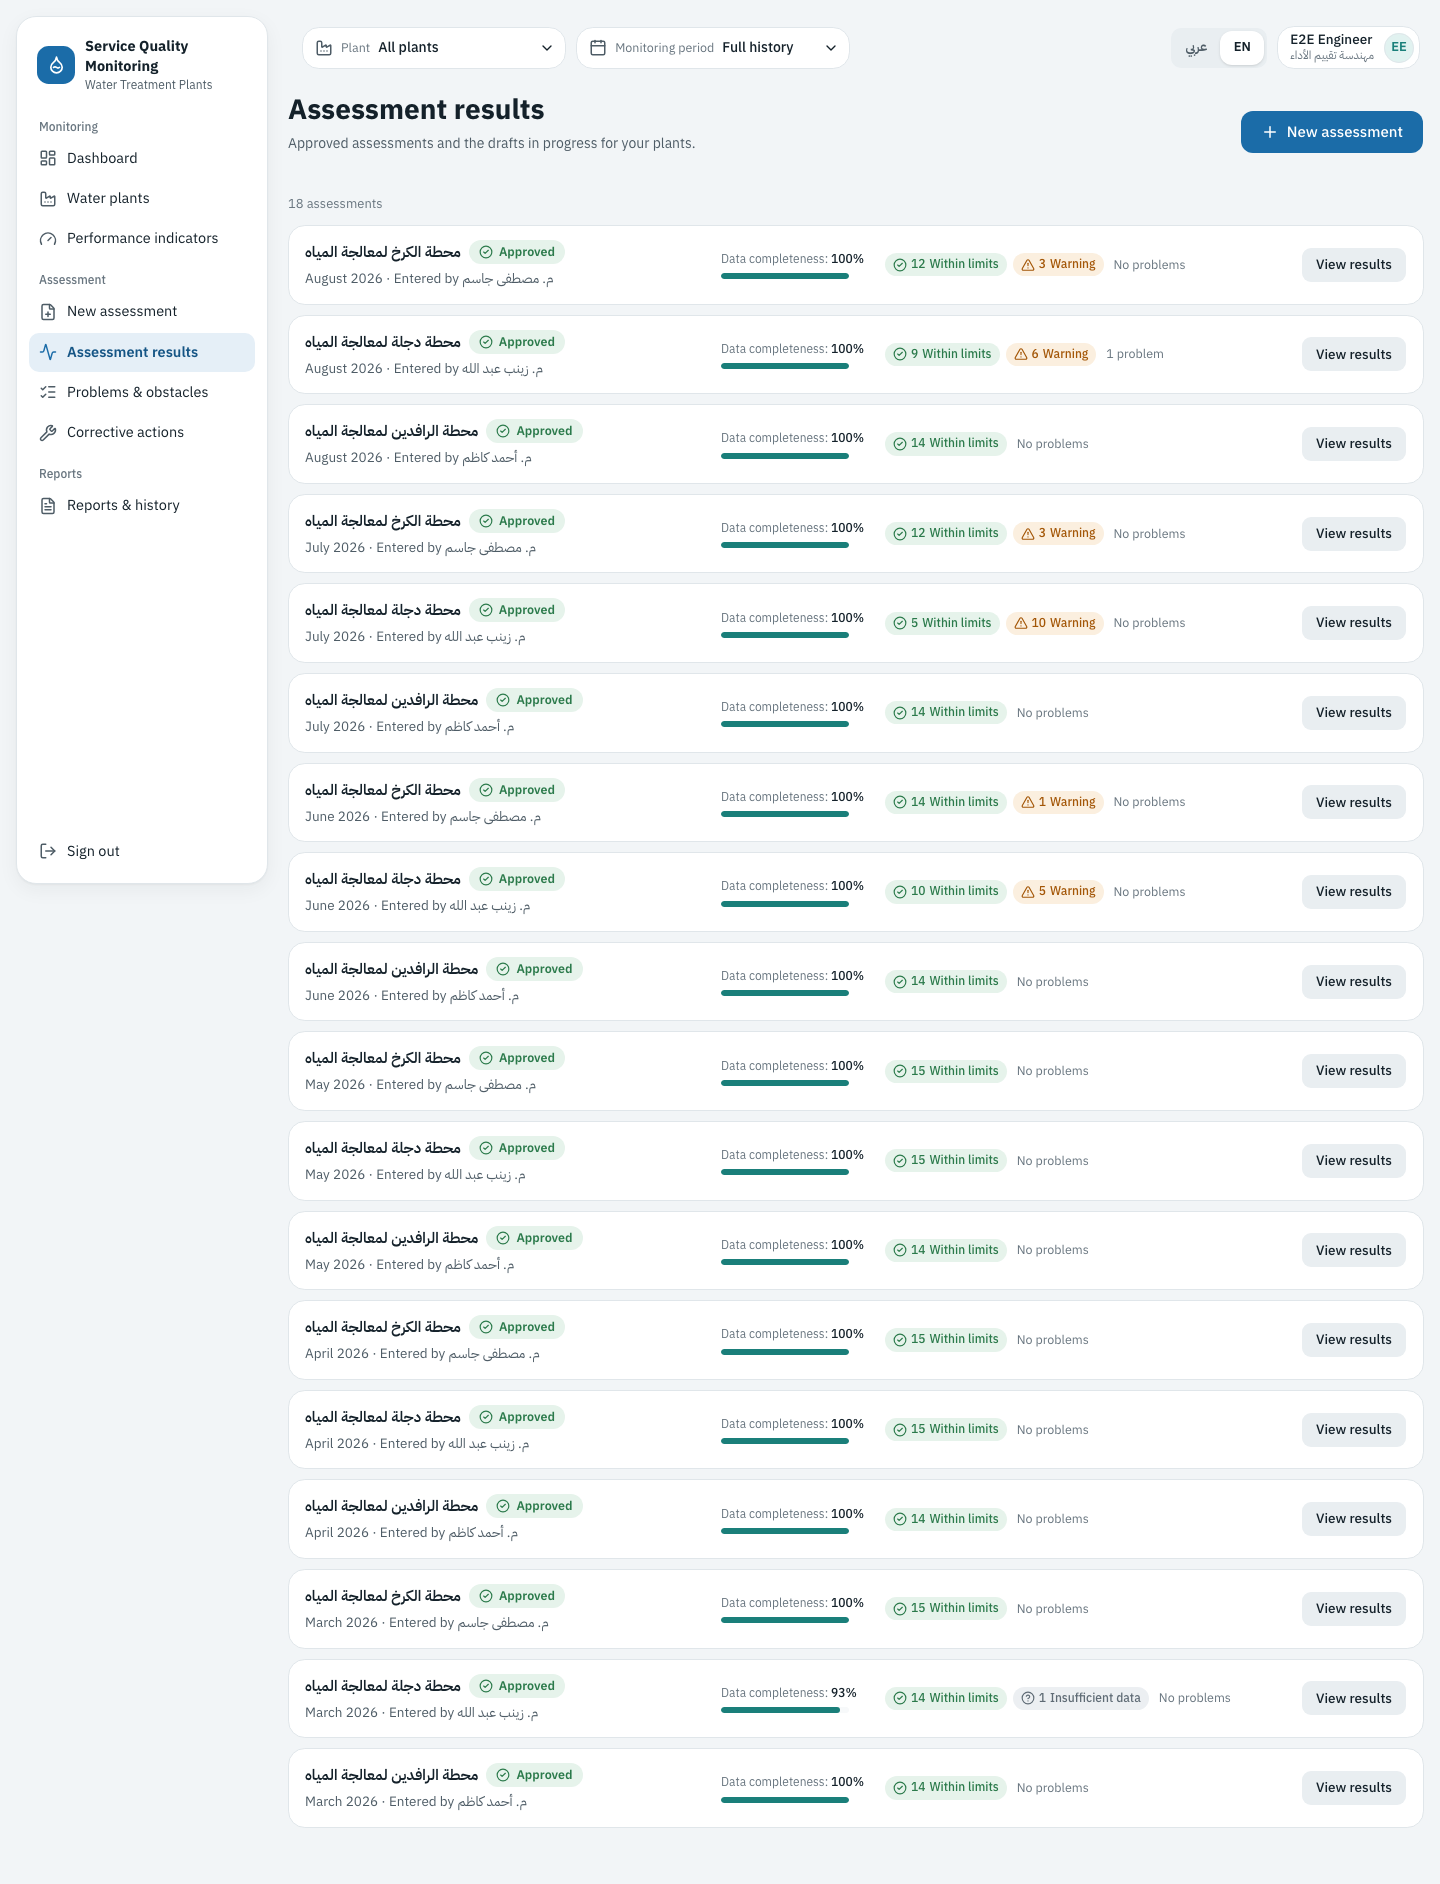 Service Quality
Monitoring
Water Treatment Plants
Monitoring
Dashboard
Water plants
Performance indicators
Assessment
New assessment
Assessment results
Problems & obstacles
Corrective actions
Reports
Reports & history
Sign out
Plant All plants
Monitoring period Full history
عربي EN
E2E Engineer
مهندسة تقييم الأداء
EE
Assessment results
Approved assessments and the drafts in progress for your plants.
New assessment
18 assessments
محطة الكرخ لمعالجة المياه Approved
August 2026 · Entered by م. مصطفى جاسم
Data completeness: 100%
12 Within limits 3 Warning No problems
View results
محطة دجلة لمعالجة المياه Approved
August 2026 · Entered by م. زينب عبد الله
Data completeness: 100%
9 Within limits 6 Warning 1 problem
View results
محطة الرافدين لمعالجة المياه Approved
August 2026 · Entered by م. أحمد كاظم
Data completeness: 100%
14 Within limits No problems
View results
محطة الكرخ لمعالجة المياه Approved
July 2026 · Entered by م. مصطفى جاسم
Data completeness: 100%
12 Within limits 3 Warning No problems
View results
محطة دجلة لمعالجة المياه Approved
July 2026 · Entered by م. زينب عبد الله
Data completeness: 100%
5 Within limits 10 Warning No problems
View results
محطة الرافدين لمعالجة المياه Approved
July 2026 · Entered by م. أحمد كاظم
Data completeness: 100%
14 Within limits No problems
View results
محطة الكرخ لمعالجة المياه Approved
June 2026 · Entered by م. مصطفى جاسم
Data completeness: 100%
14 Within limits 1 Warning No problems
View results
محطة دجلة لمعالجة المياه Approved
June 2026 · Entered by م. زينب عبد الله
Data completeness: 100%
10 Within limits 5 Warning No problems
View results
محطة الرافدين لمعالجة المياه Approved
June 2026 · Entered by م. أحمد كاظم
Data completeness: 100%
14 Within limits No problems
View results
محطة الكرخ لمعالجة المياه Approved
May 2026 · Entered by م. مصطفى جاسم
Data completeness: 100%
15 Within limits No problems
View results
محطة دجلة لمعالجة المياه Approved
May 2026 · Entered by م. زينب عبد الله
Data completeness: 100%
15 Within limits No problems
View results
محطة الرافدين لمعالجة المياه Approved
May 2026 · Entered by م. أحمد كاظم
Data completeness: 100%
14 Within limits No problems
View results
محطة الكرخ لمعالجة المياه Approved
April 2026 · Entered by م. مصطفى جاسم
Data completeness: 100%
15 Within limits No problems
View results
محطة دجلة لمعالجة المياه Approved
April 2026 · Entered by م. زينب عبد الله
Data completeness: 100%
15 Within limits No problems
View results
محطة الرافدين لمعالجة المياه Approved
April 2026 · Entered by م. أحمد كاظم
Data completeness: 100%
14 Within limits No problems
View results
محطة الكرخ لمعالجة المياه Approved
March 2026 · Entered by م. مصطفى جاسم
Data completeness: 100%
15 Within limits No problems
View results
محطة دجلة لمعالجة المياه Approved
March 2026 · Entered by م. زينب عبد الله
Data completeness: 93%
14 Within limits 1 Insufficient data No problems
View results
محطة الرافدين لمعالجة المياه Approved
March 2026 · Entered by م. أحمد كاظم
Data completeness: 100%
14 Within limits No problems
View results